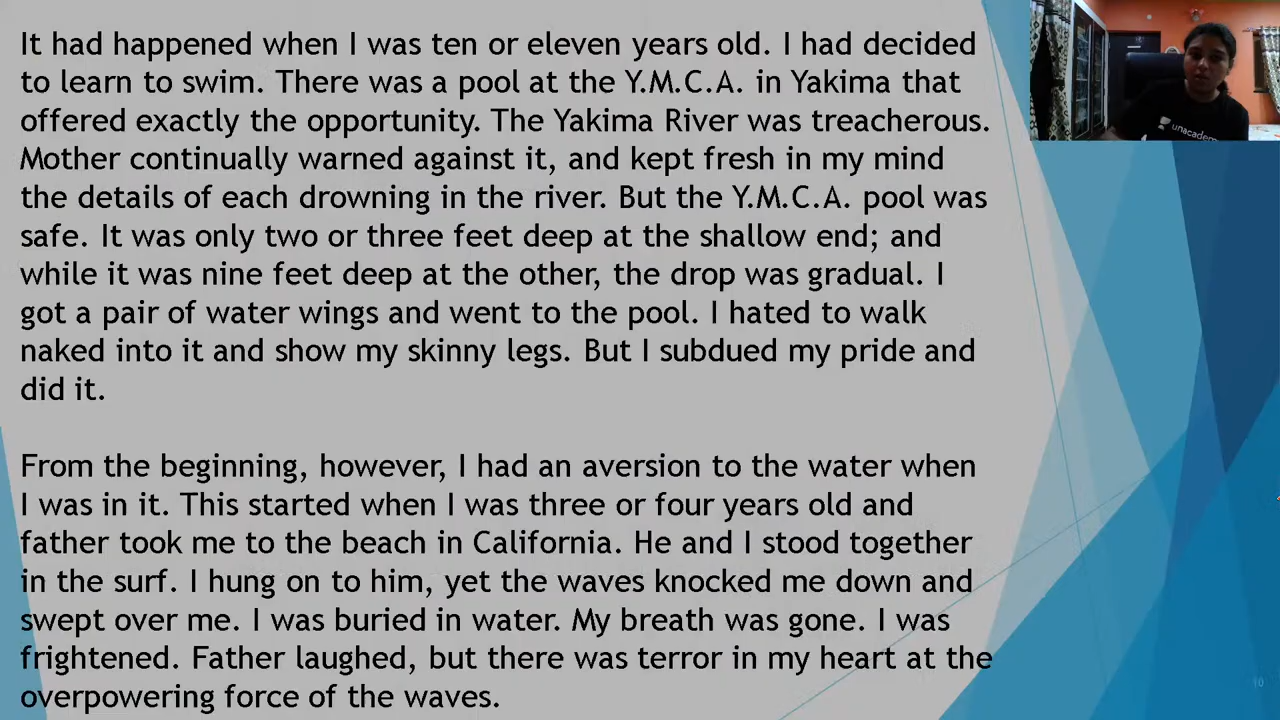 It had happened when I was ten or eleven years old. I had decided
to learn to swim. There was a pool at the Y.M.C.A. in Yakima that
offered exactly the opportunity. The Yakima River was treacherous.
Mother continually warned against it, and kept fresh in my mind
the details of each drowning in the river. But the Y.M.C.A. pool was
safe. It was only two or three feet deep at the shallow end; and
while it was nine feet deep at the other, the drop was gradual. I
got a pair of water wings and went to the pool. I hated to walk
naked into it and show my skinny legs. But I subdued my pride and
did it.
From the beginning, however, I had an aversion to the water when
I was in it. This started when I was three or four years old and
father took me to the beach in California. He and I stood together
in the surf. I hung on to him, yet the waves knocked me down and
swept over me. I was buried in water. My breath was gone. I was
frightened. Father laughed, but there was terror in my heart at the
overpowering force of the waves.
unacademy
10